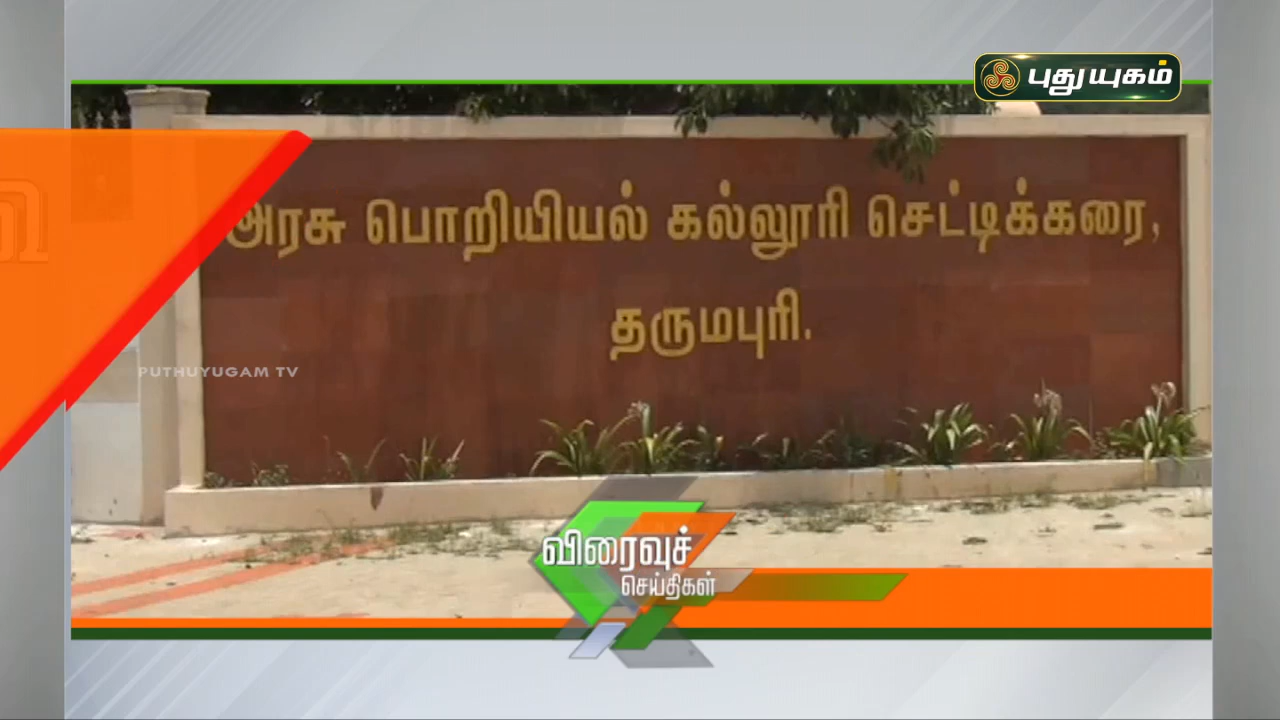 புதுயுகம்
அரசு பொறியியல் கல்லூரி செட்டிக்கரை,
தருமபுரி.
PUTHUYUGAM TV
விரைவுச்
செய்திகள்